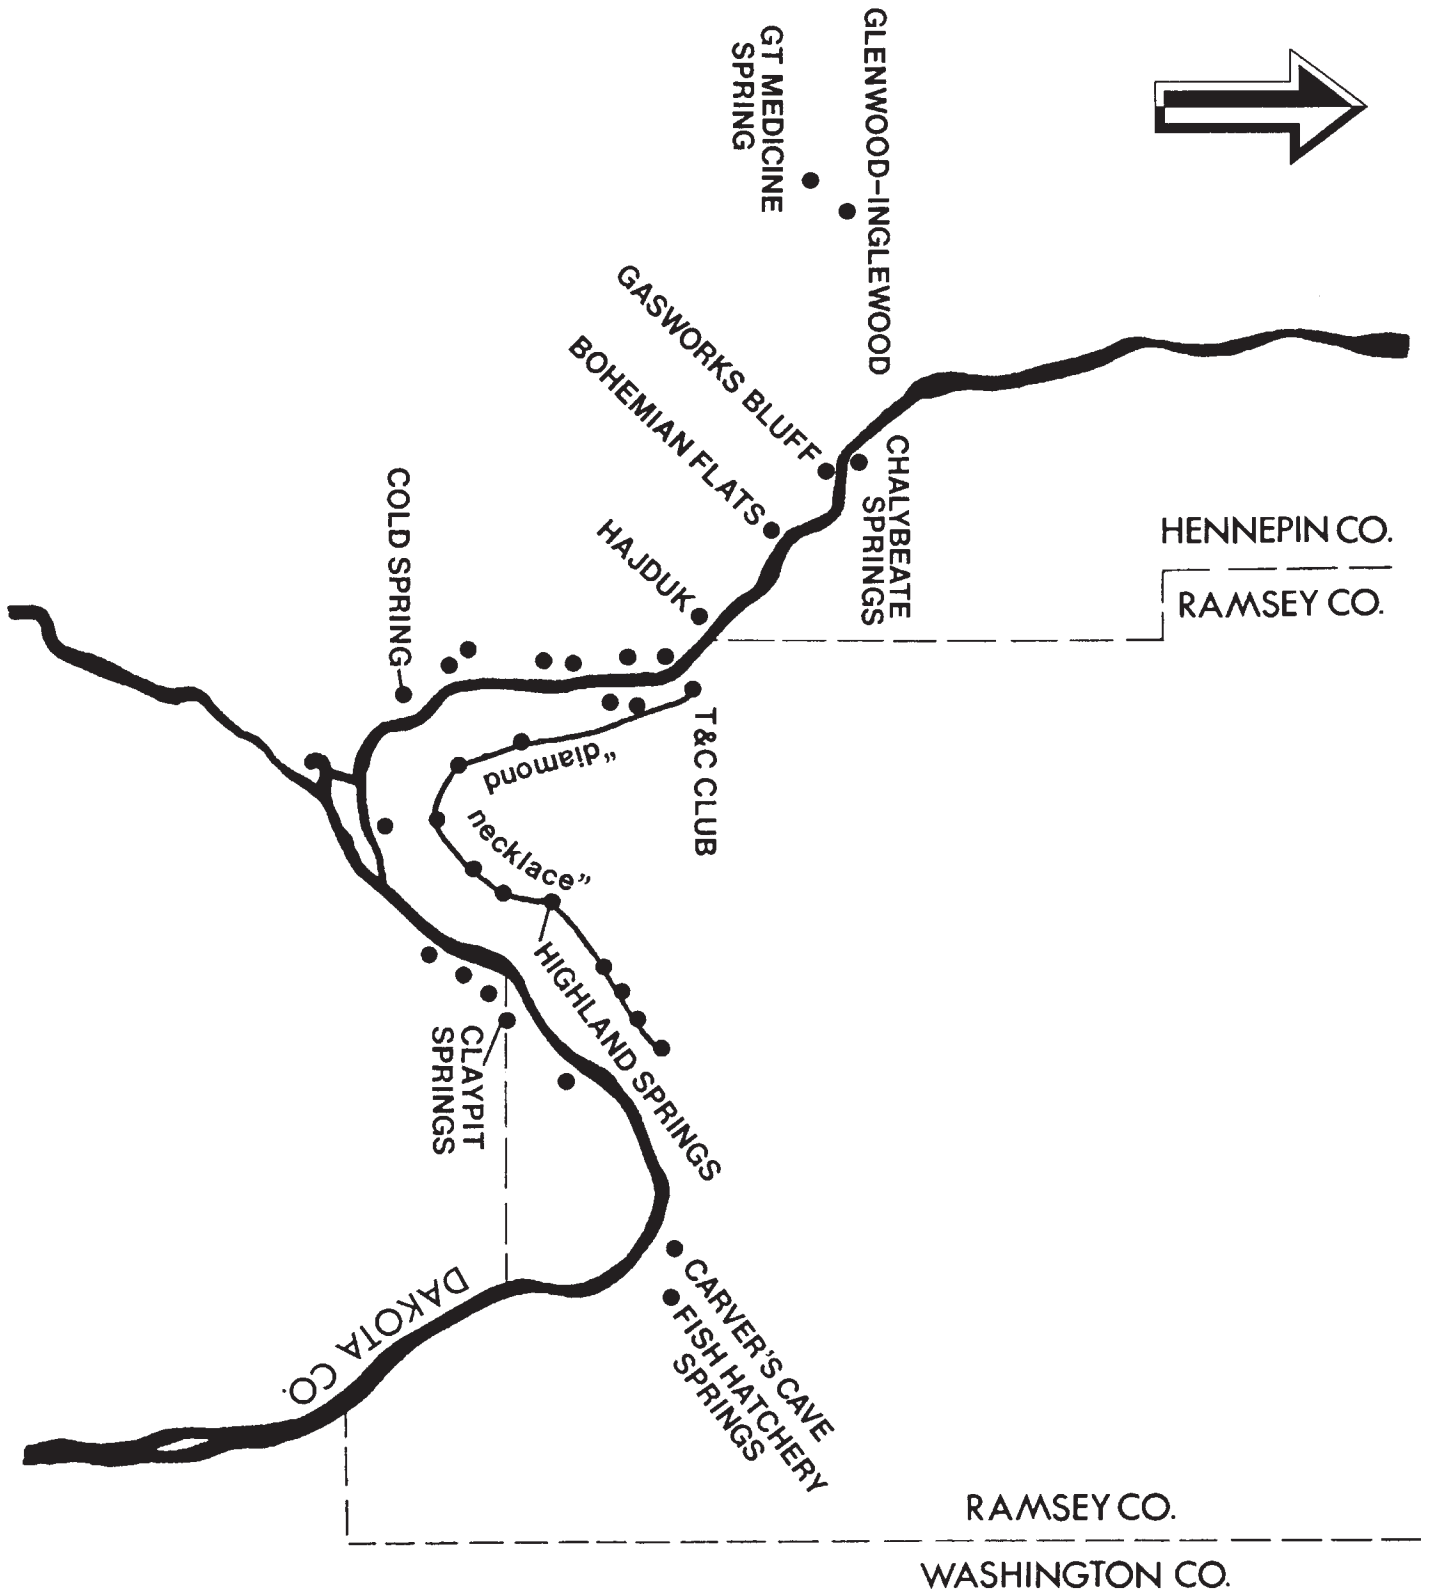 GLENWOOD-INGLEWOOD
GT MEDICINE
SPRING
GASWORKS BLUFF
BOHEMIAN FLATS
HAJDUK
COLD SPRING
CHALYBEATE
SPRINGS
HENNEPIN CO.
RAMSEY CO.
T&C CLUB
"diamond
necklace"
HIGHLAND SPRINGS
CLAYPIT
SPRINGS
CARVER'S CAVE
FISH HATCHERY
SPRINGS
DAKOTA CO.
RAMSEY CO.
WASHINGTON CO.